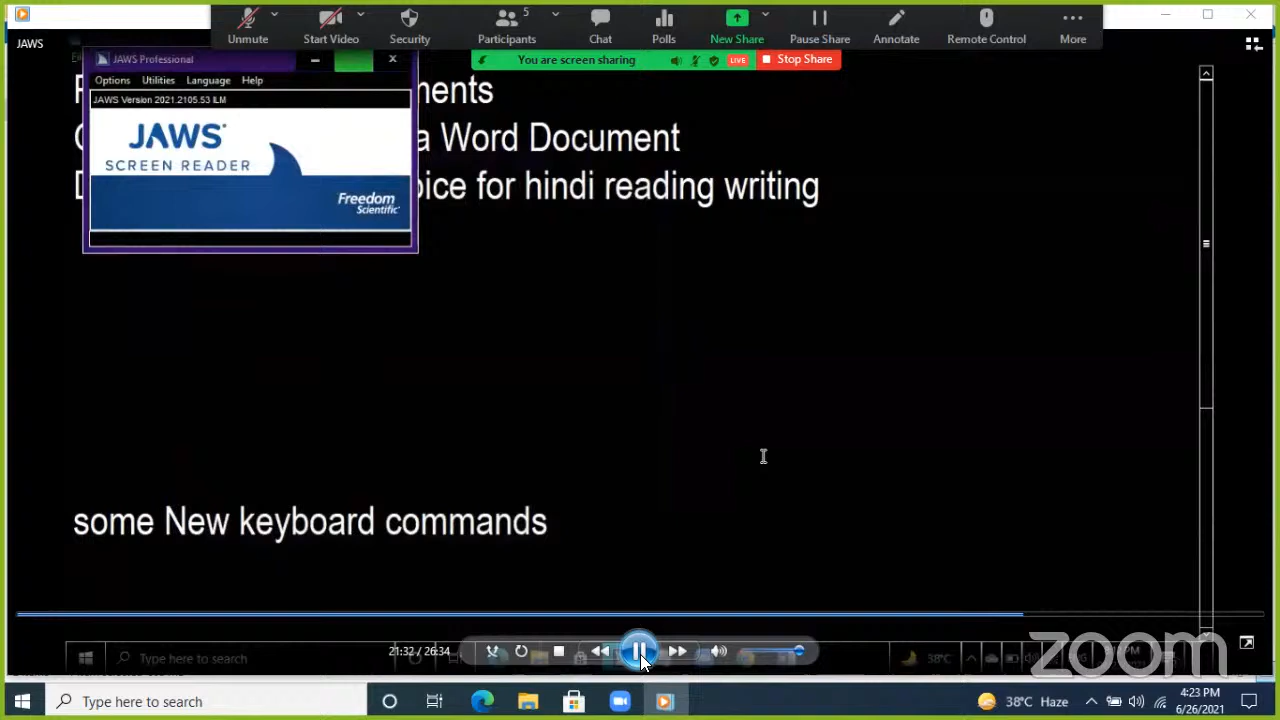 5
Unmute Start Video Security Participants Chat Polls New Share Pause Share Annotate Remote Control More
JAWS
You are screen sharing LIVE Stop Share
JAWS Professional
Options Utilities Language Help
JAWS Version 2021.2105.53 ILM
JAWS
SCREEN READER
Freedom
Scientific
a Word Document
for hindi reading writing
some New keyboard commands
21:32 / 26:34
Type here to search
38°C
zoom
Type here to search
38°C Haze
4:23 PM
6/26/2021